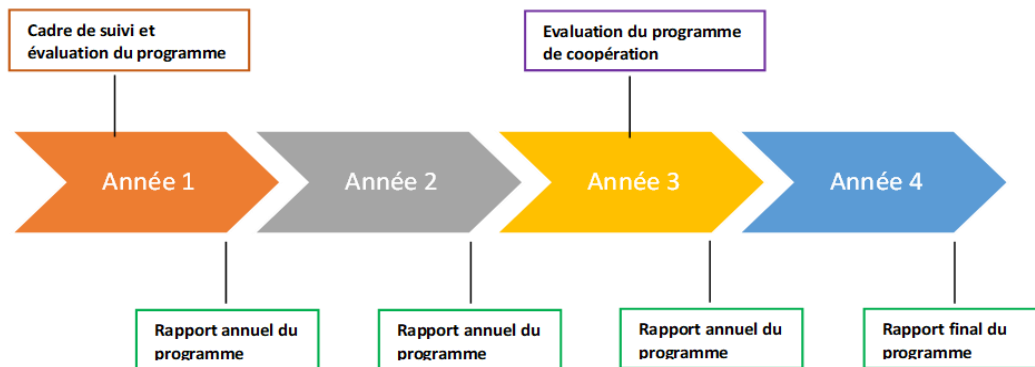 Cadre de suivi et
évaluation du programme
Evaluation du programme
de coopération
Année 1
Année 2
Année 3
Année 4
Rapport annuel du
programme
Rapport annuel du
programme
Rapport annuel du
programme
Rapport final du
programme